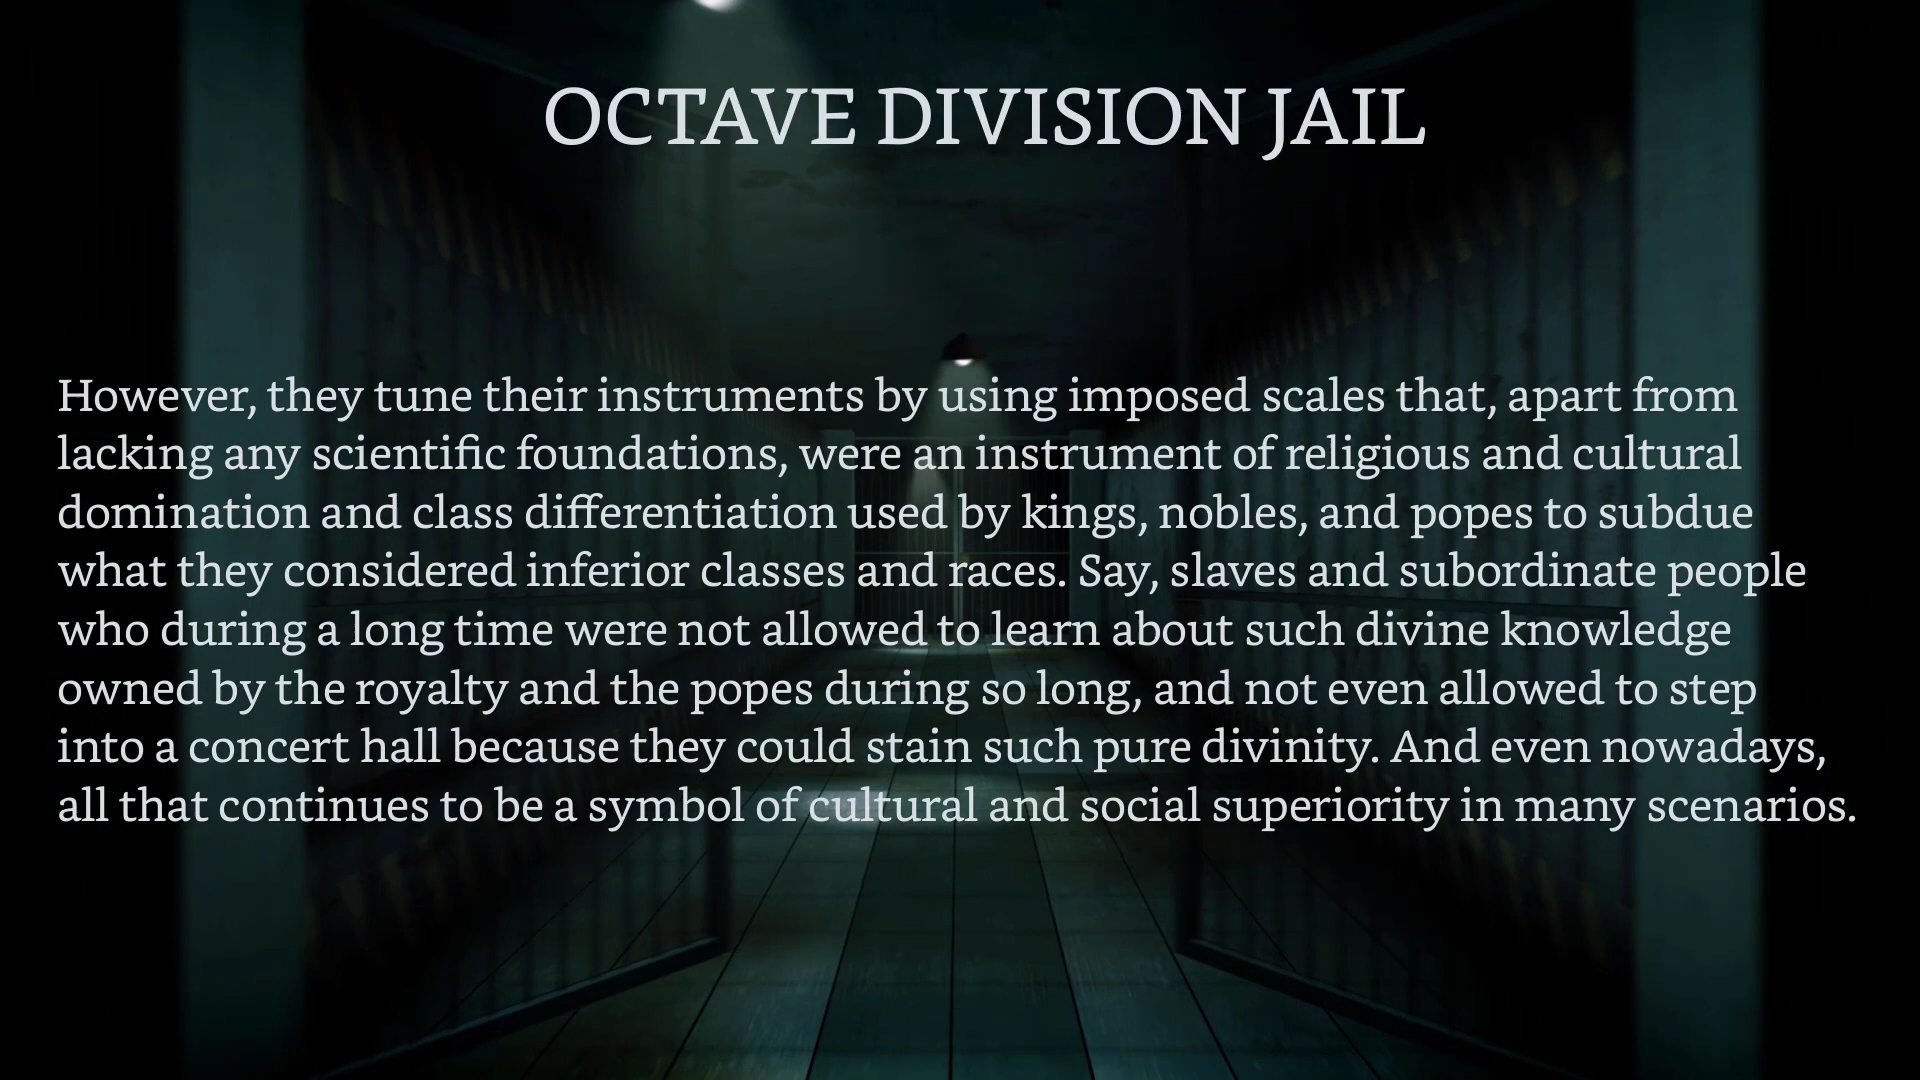 OCTAVE DIVISION JAIL
However, they tune their instruments by using imposed scales that, apart from
lacking any scientific foundations, were an instrument of religious and cultural
domination and class differentiation used by kings, nobles, and popes to subdue
what they considered inferior classes and races. Say, slaves and subordinate people
who during a long time were not allowed to learn about such divine knowledge
owned by the royalty and the popes during so long, and not even allowed to step
into a concert hall because they could stain such pure divinity. And even nowadays,
all that continues to be a symbol of cultural and social superiority in many scenarios.